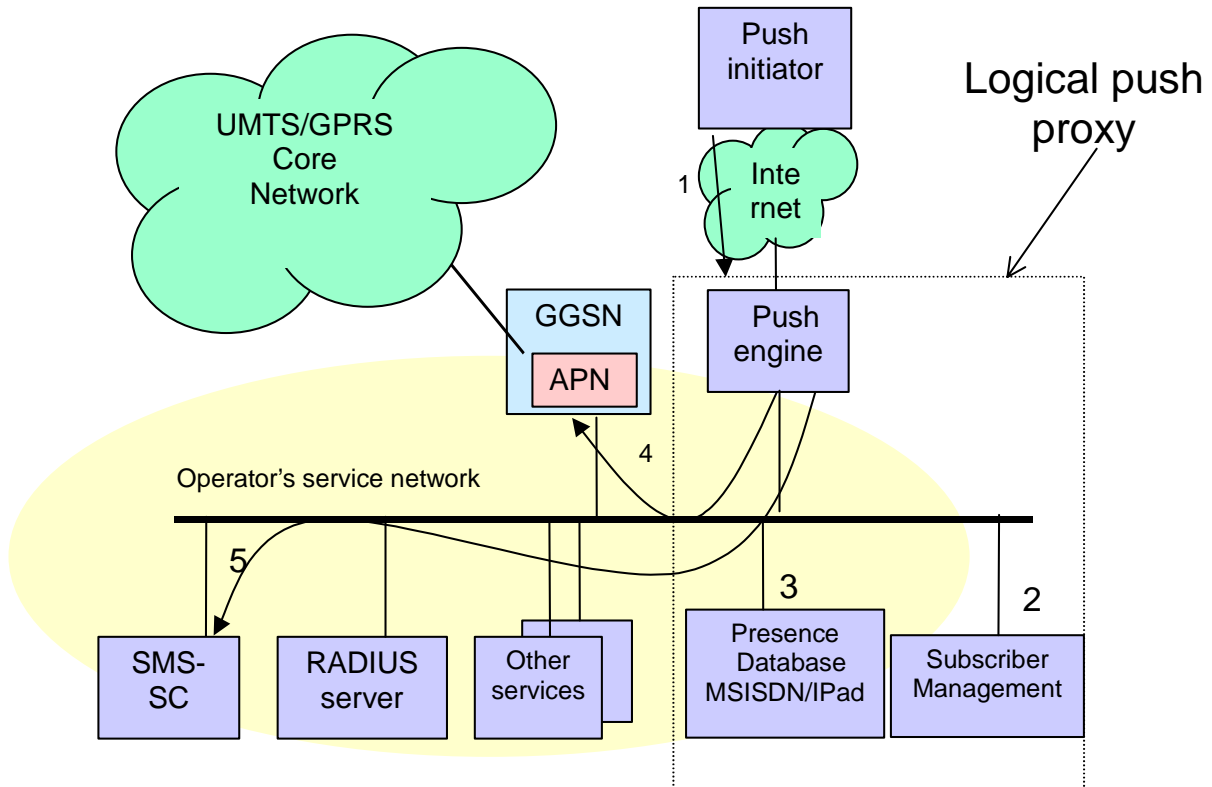 Push
initiator
Logical push
proxy
UMTS/GPRS
Core
Network
1
Inte
rnet
GGSN
APN
Push
engine
4
Operator's service network
5
3
2
SMS-
SC
RADIUS
server
Other
services
Presence
Database
MSISDN/IPad
Subscriber
Management